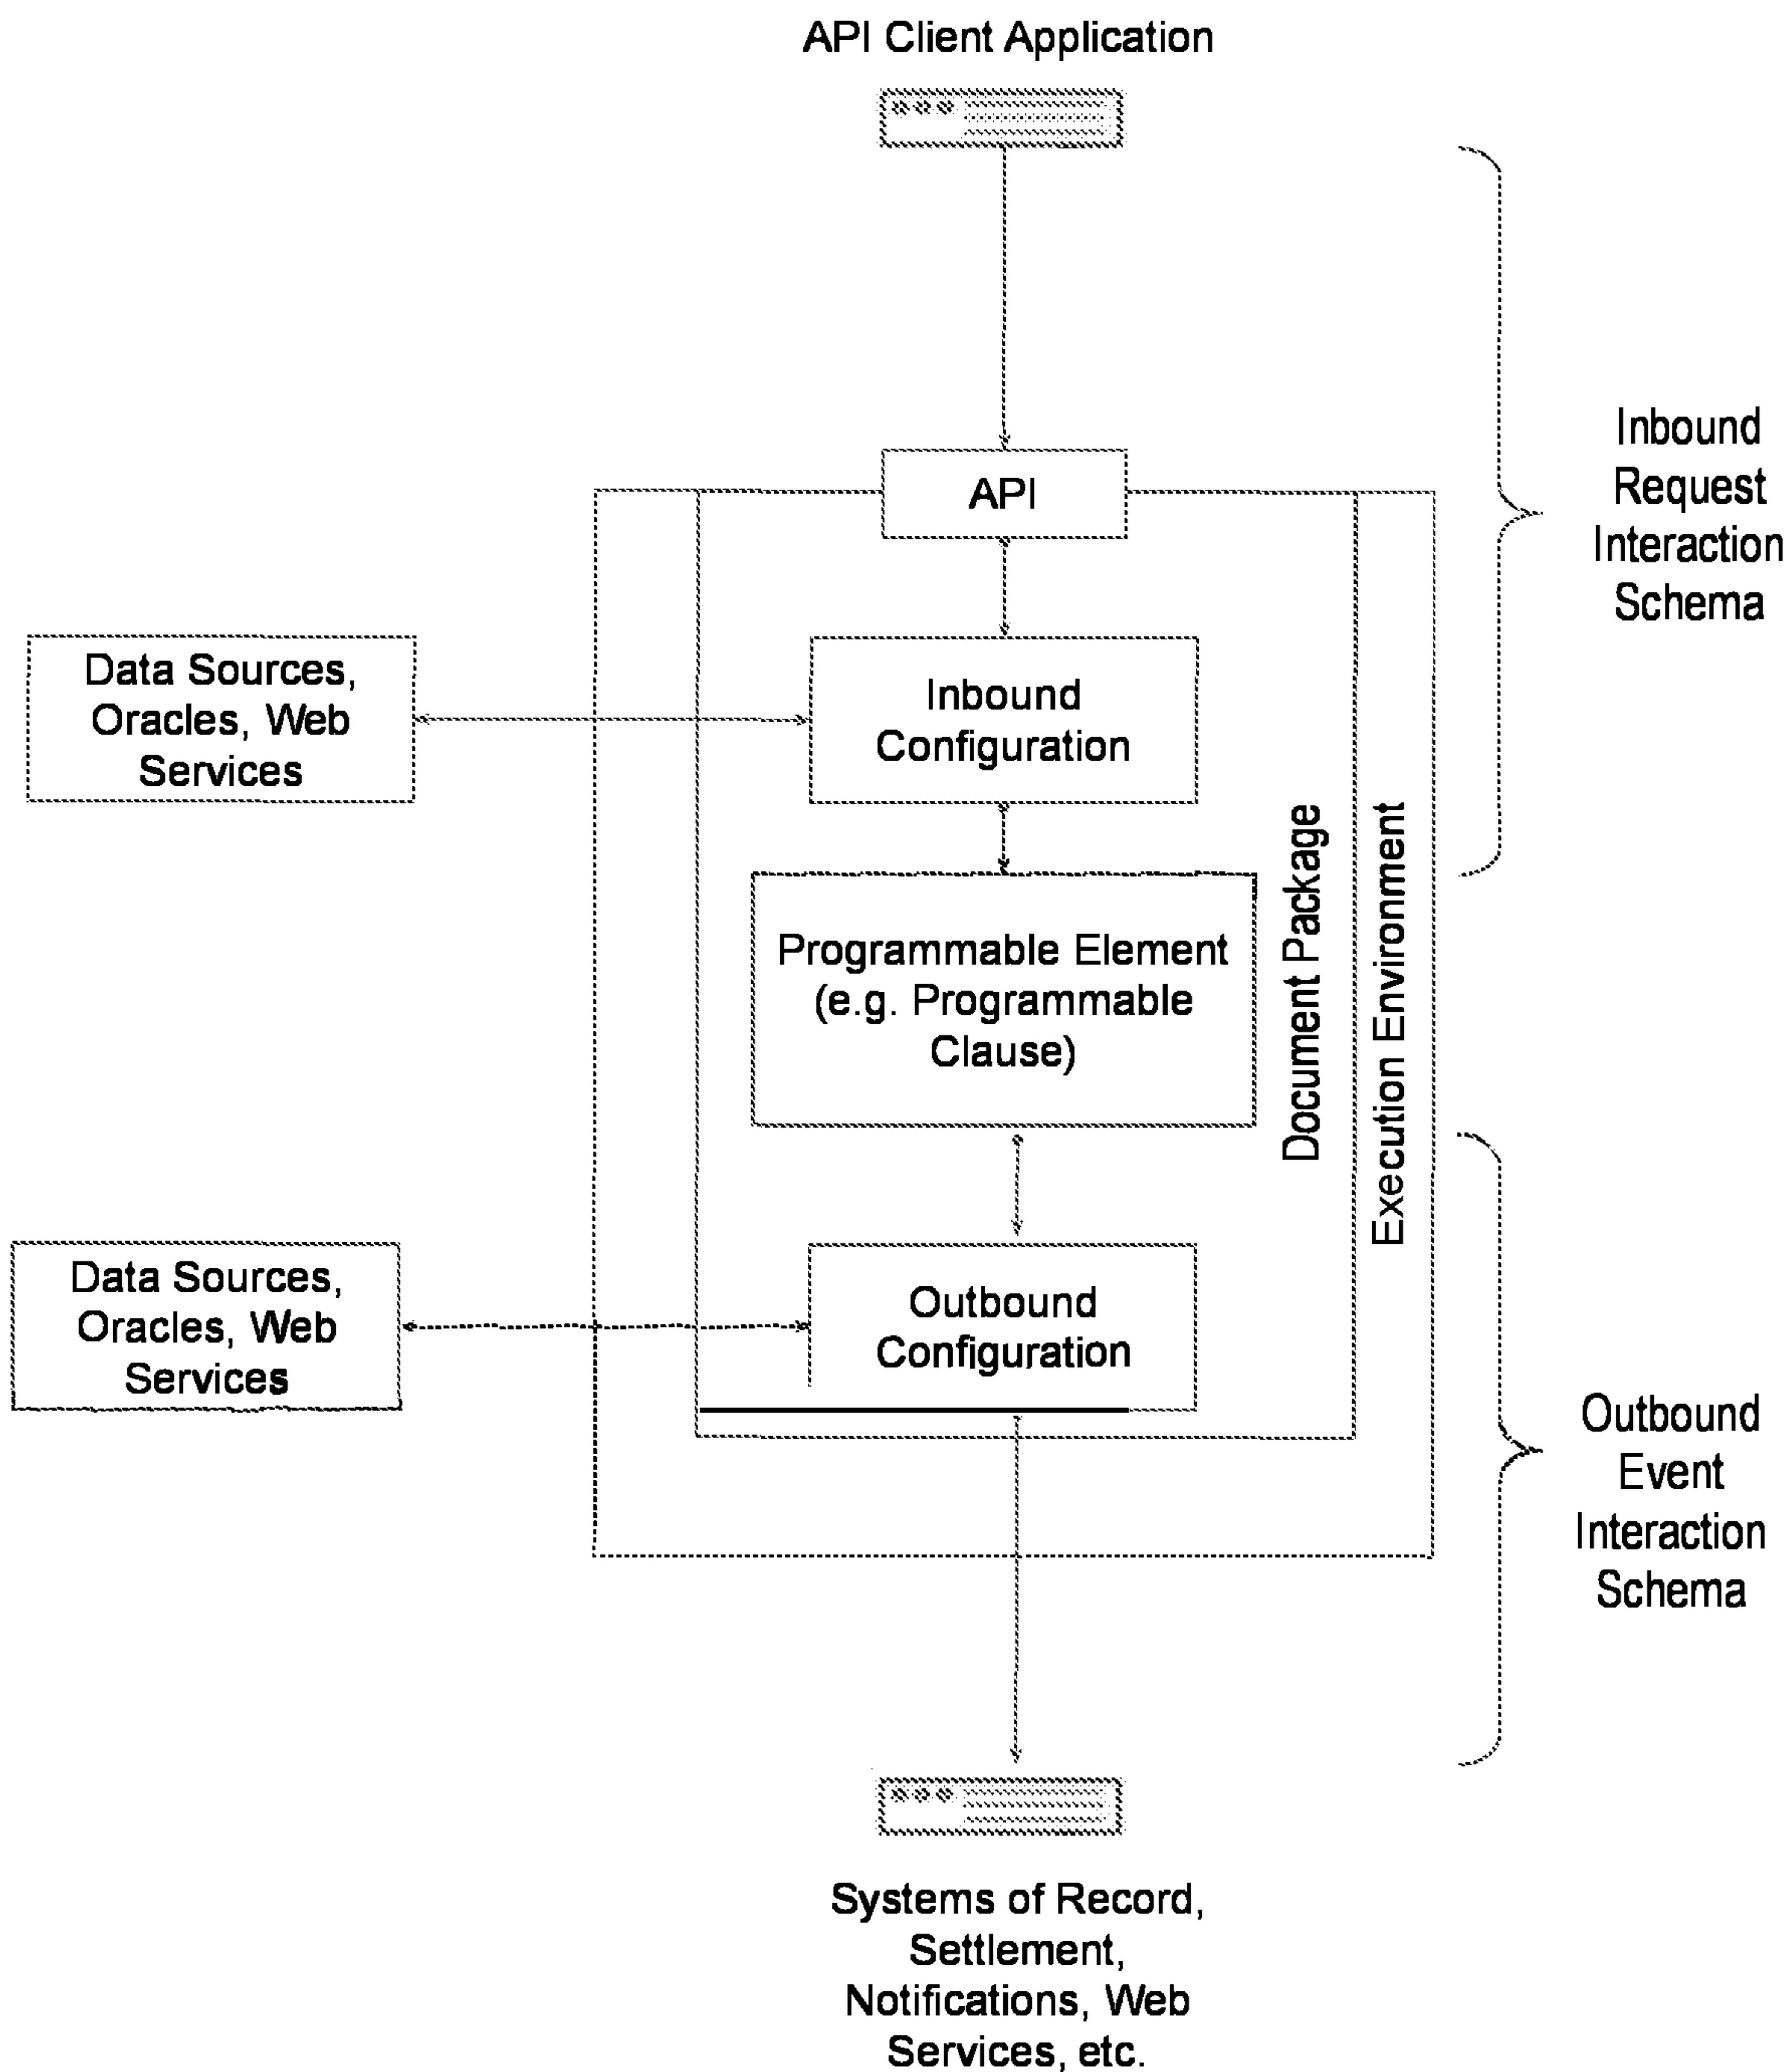 API Client Application
API
Inbound
Request
Interaction
Schema
Data Sources,
Oracles, Web
Services
Inbound
Configuration
Programmable Element
(e.g. Programmable
Clause)
Document Package
Execution Environment
Data Sources,
Oracles, Web
Services
Outbound
Configuration
Outbound
Event
Interaction
Schema
Systems of Record,
Settlement,
Notifications, Web
Services, etc.